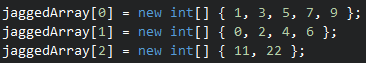 jaggedArray[0] = new int[] { 1, 3, 5, 7, 9 };
jaggedArray[1] = new int[] { 0, 2, 4, 6 };
jaggedArray[2] = new int[] { 11, 22 };